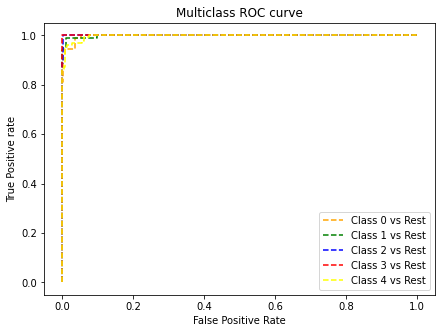 Multiclass ROC curve
True Positive rate
1.0
0.8
0.6
0.4
0.2
0.0
Class 0 vs Rest
Class 1 vs Rest
Class 2 vs Rest
Class 3 vs Rest
Class 4 vs Rest
0.0 0.2 0.4 0.6 0.8 1.0
False Positive Rate